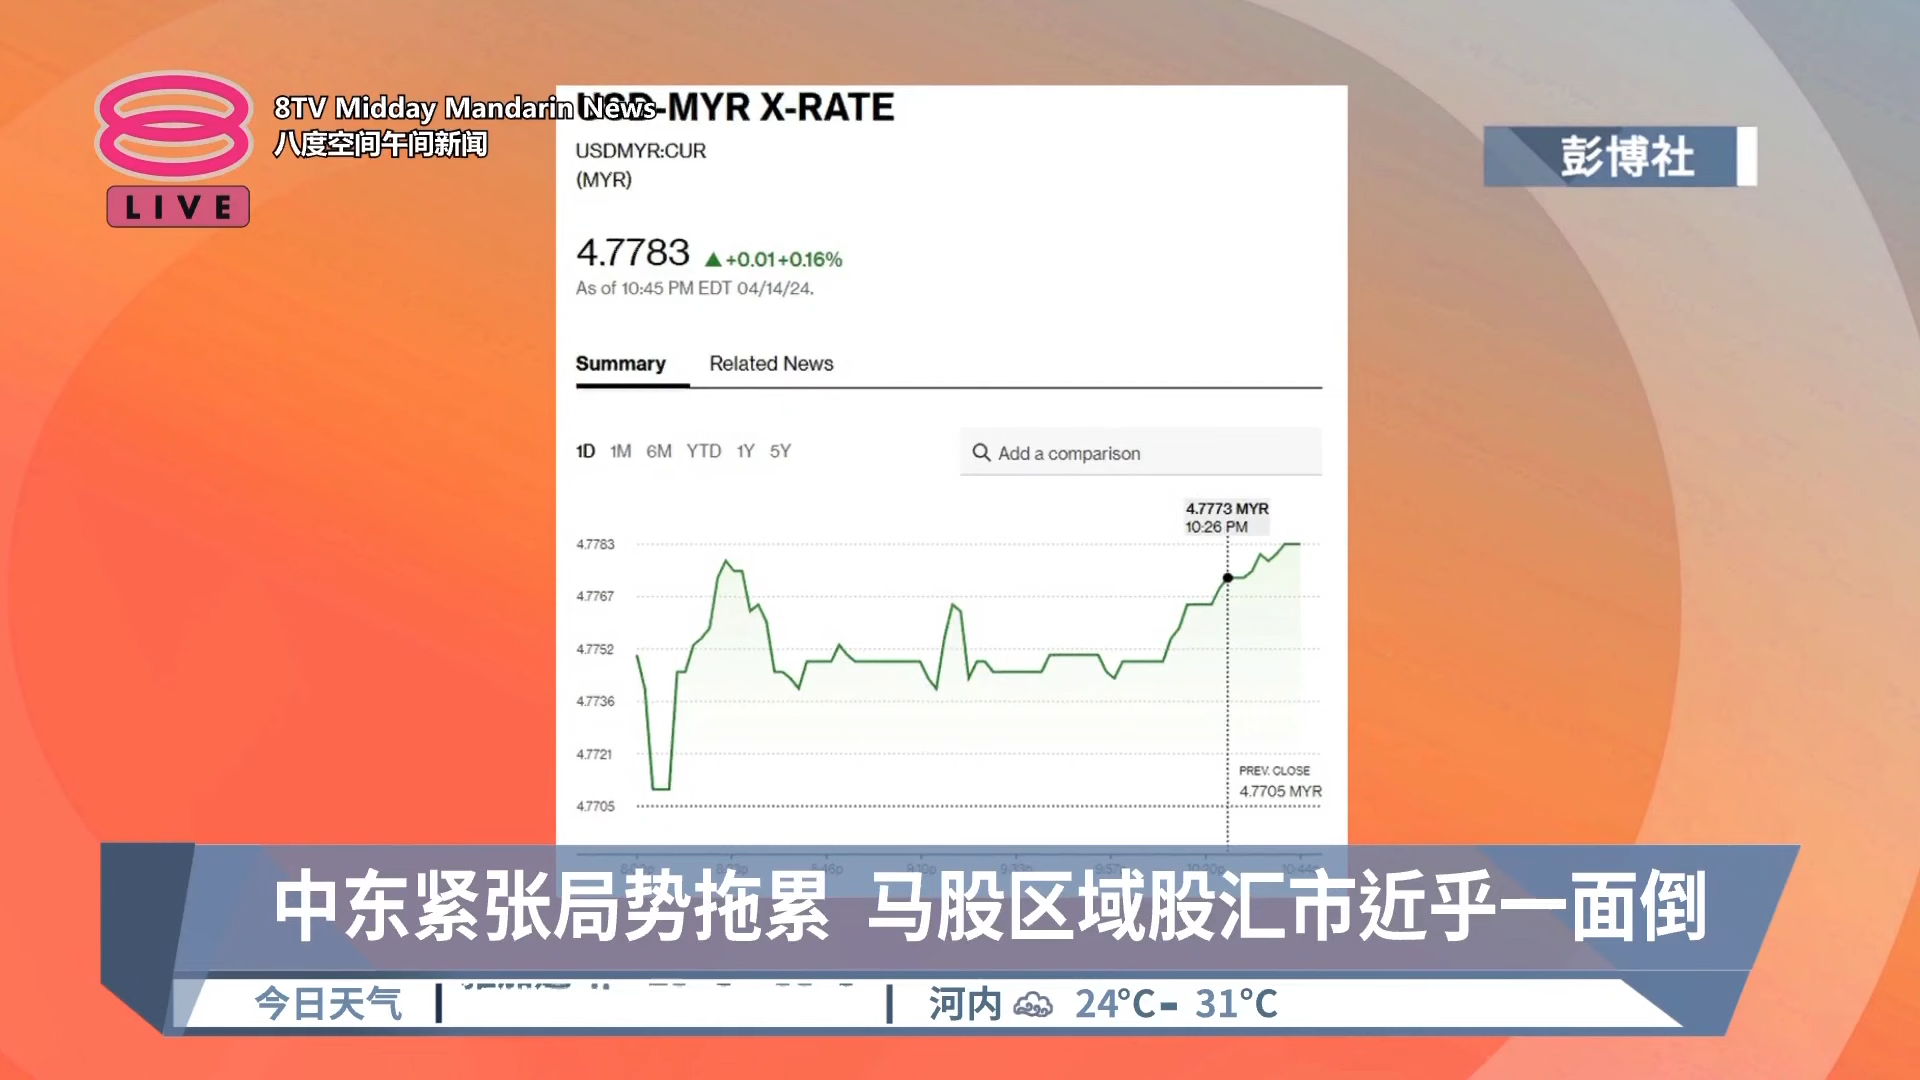 8TV Midday Mandarin News
八度空间午间新闻
LIVE
彭博社
USD-MYR X-RATE
USDMYR:CUR
(MYR)
4.7783 ▲+0.01+0.16%
As of 10:45 PM EDT 04/14/24.
Summary Related News
1D 1M 6M YTD 1Y 5Y
Add a comparison
4.7773 MYR
10:26 PM
4.7783
4.7767
4.7752
4.7736
4.7721
PREV. CLOSE
4.7705 MYR
4.7705
中东紧张局势拖累 马股区域股汇市近乎一面倒
今日天气 | 河内 24°C- 31°C